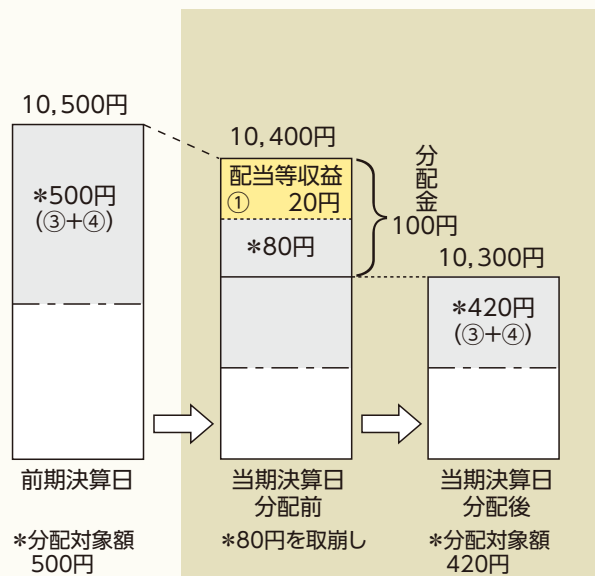 10,500円
*500円
(③+④)
前期決算日
*分配対象額
500円
10,400円
配当等収益
① 20円
*80円
分配金
100円
当期決算日
分配前
*80円を取崩し
10,300円
*420円
(③+④)
当期決算日
分配後
*分配対象額
420円